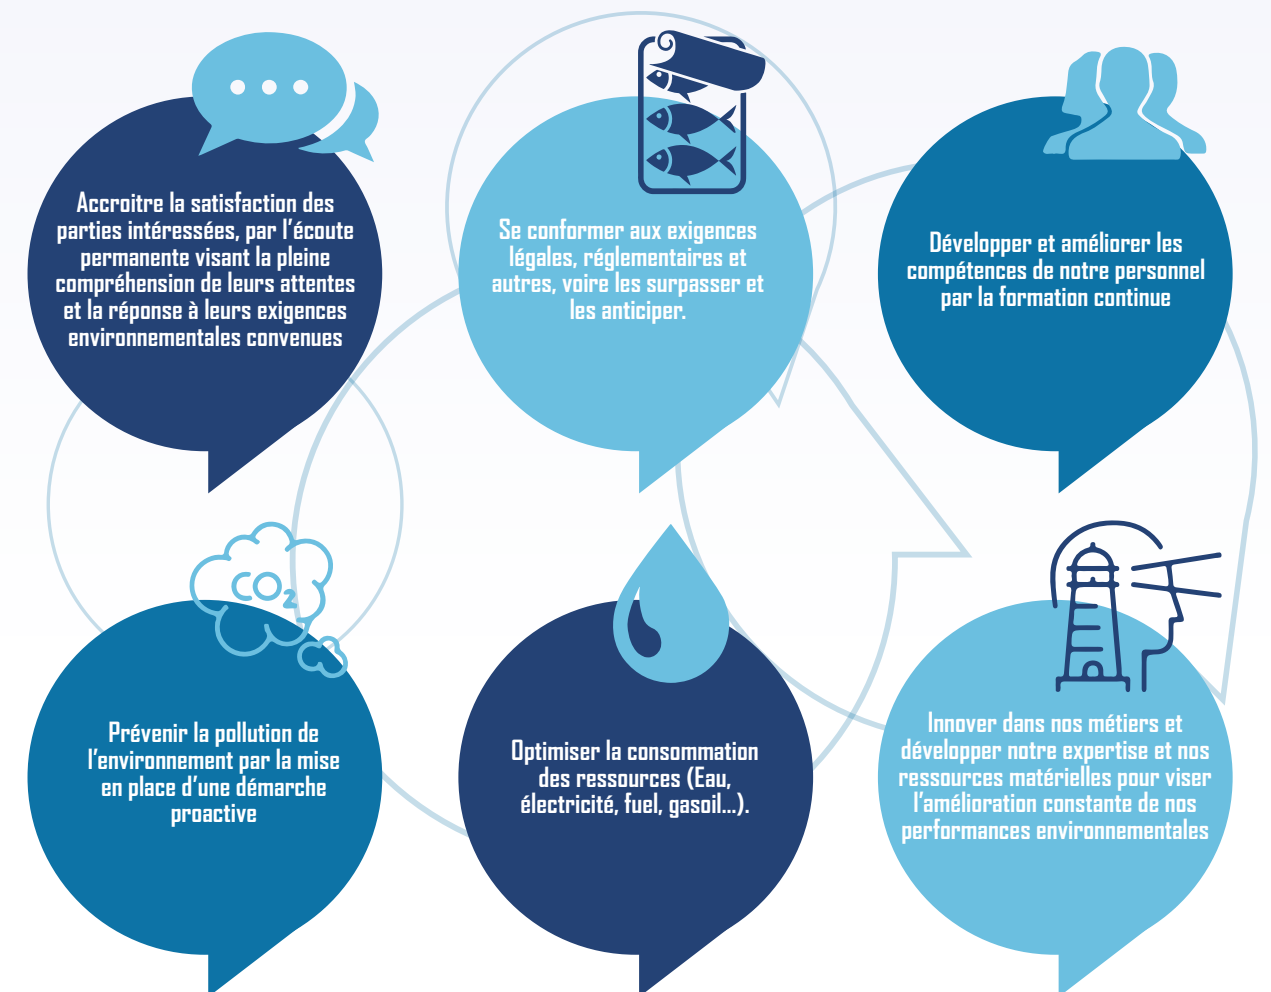 Accroitre la satisfaction des
parties intéressées, par l'écoute
permanente visant la pleine
compréhension de leurs attentes
et la réponse à leurs exigences
environnementales convenues
Se conformer aux exigences
légales, réglementaires et
autres, voire les surpasser et
les anticiper.
Développer et améliorer les
compétences de notre personnel
par la formation continue
CO2
Prévenir la pollution de
l'environnement par la mise
en place d'une démarche
proactive
Optimiser la consommation
des ressources (Eau,
électricité, fuel, gasoil...).
Innover dans nos métiers et
développer notre expertise et nos
ressources matérielles pour viser
l'amélioration constante de nos
performances environnementales